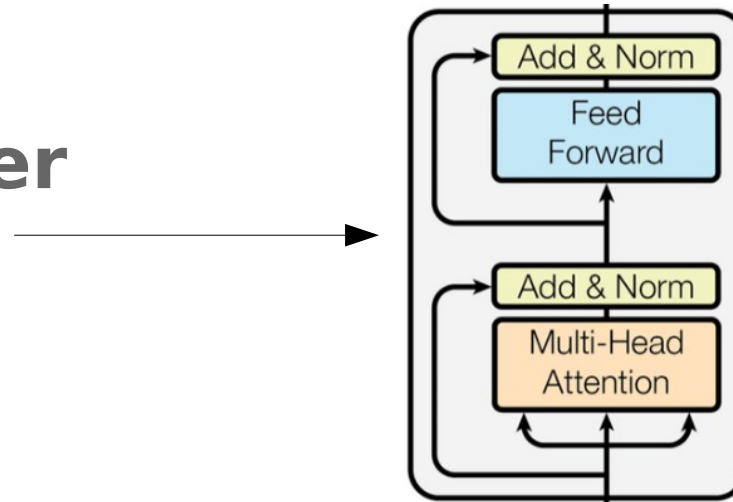 er
Add & Norm
Feed
Forward
Add & Norm
Multi-Head
Attention